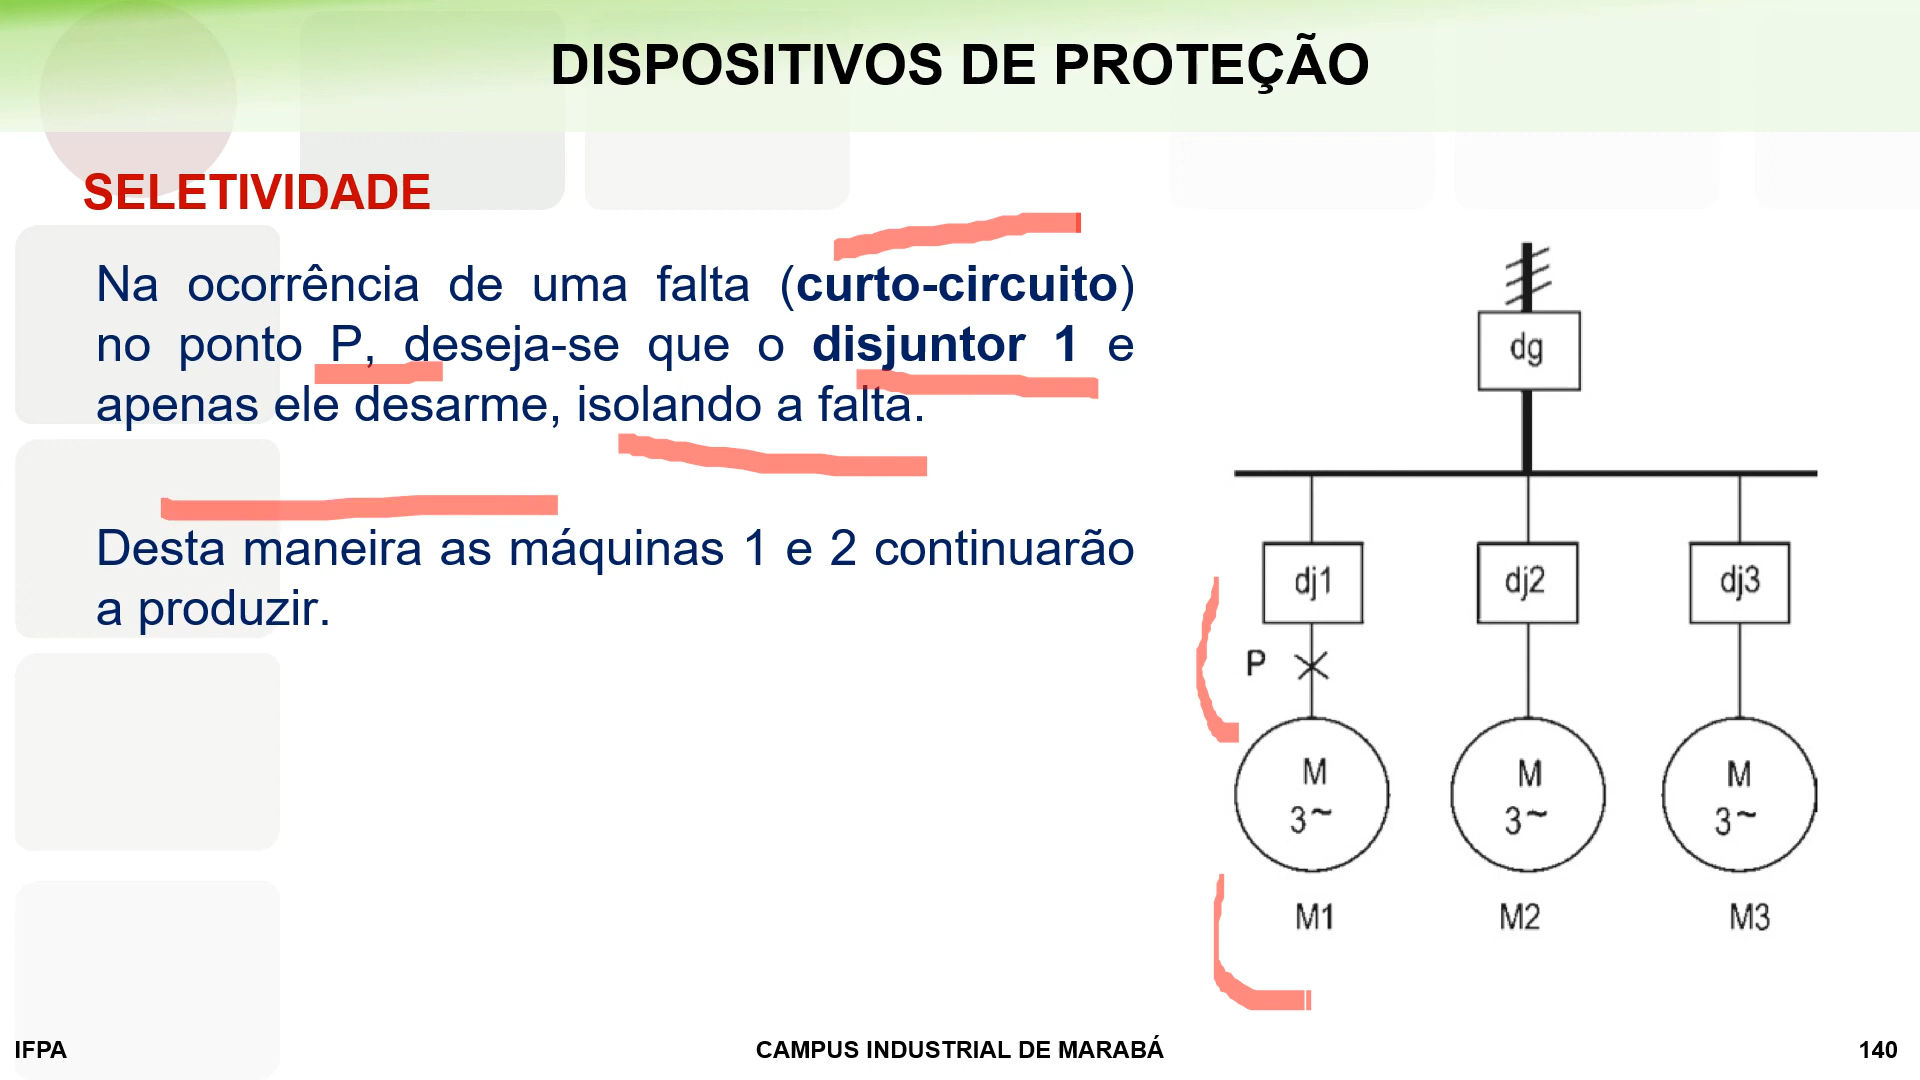 DISPOSITIVOS DE PROTEÇÃO
SELETIVIDADE
Na ocorrência de uma falta (curto-circuito)
no ponto P, deseja-se que o disjuntor 1 e
apenas ele desarme, isolando a falta.
Desta maneira as máquinas 1 e 2 continuarão
a produzir.
dg
dj1 dj2 dj3
P
M M M
3~ 3~ 3~
M1 M2 M3
IFPA CAMPUS INDUSTRIAL DE MARABÁ 140